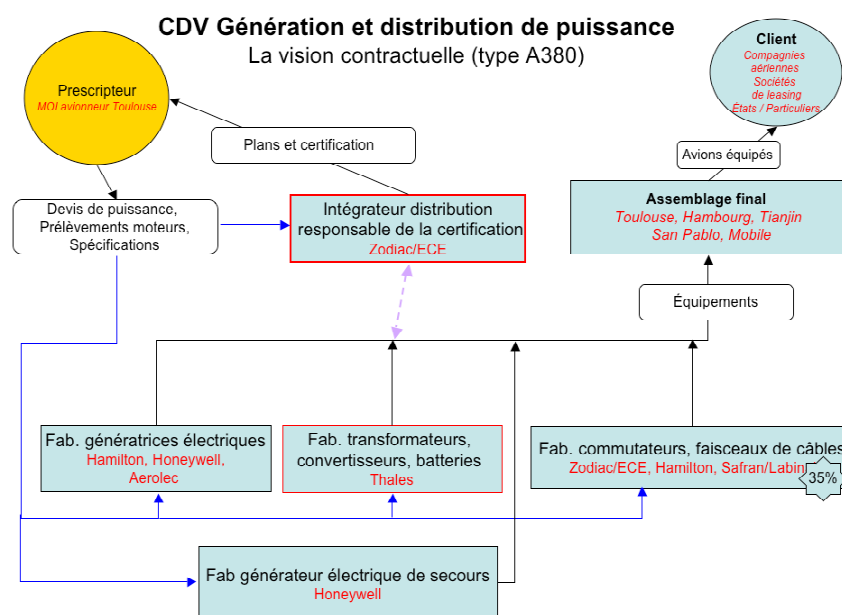 CDV Génération et distribution de puissance
La vision contractuelle (type A380)
Prescripteur
MOI avionneur Toulouse
Client
Compagnies
aériennes
Sociétés
de leasing
États / Particuliers
Plans et certification
Avions équipés
Devis de puissance,
Prélèvements moteurs,
Spécifications
Intégrateur distribution
responsable de la certification
Zodiac/ECE
Assemblage final
Toulouse, Hambourg, Tianjin
San Pablo, Mobile
Équipements
Fab. génératrices électriques
Hamilton, Honeywell,
Aerolec
Fab. transformateurs,
convertisseurs, batteries
Thales
Fab. commutateurs, faisceaux de câbles
Zodiac/ECE, Hamilton, Safran/Labin
35%
Fab générateur électrique de secours
Honeywell